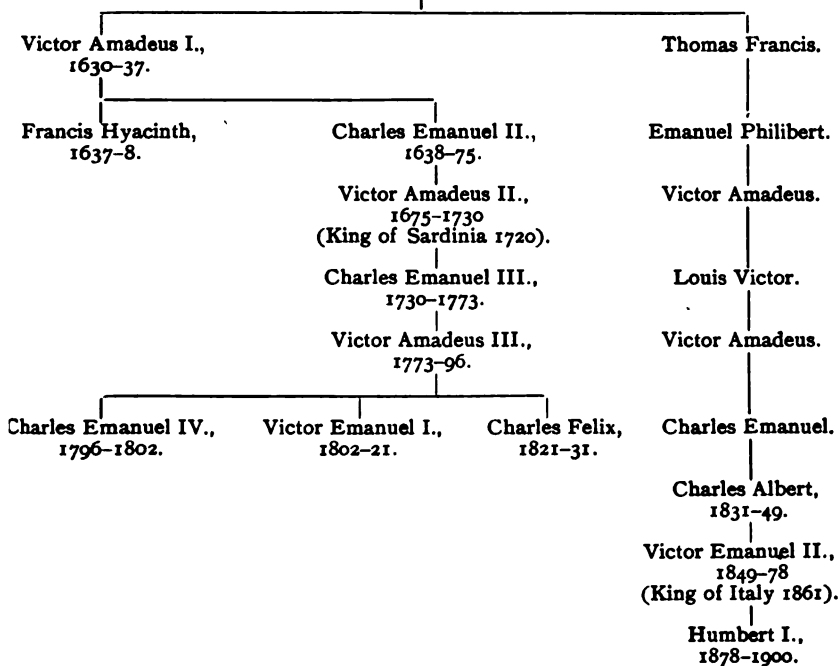 Victor Amadeus I.,
1630–37.
Thomas Francis.
Francis Hyacinth,
1637–8.
Charles Emanuel II.,
1638–75.
Emanuel Philibert.
Victor Amadeus II.,
1675–1730
(King of Sardinia 1720).
Victor Amadeus.
Charles Emanuel III.,
1730–1773.
Louis Victor.
Victor Amadeus III.,
1773–96.
Victor Amadeus.
Charles Emanuel IV.,
1796–1802.
Victor Emanuel I.,
1802–21.
Charles Felix,
1821–31.
Charles Emanuel.
Charles Albert,
1831–49.
Victor Emanuel II.,
1849–78
(King of Italy 1861).
Humbert I.,
1878–1900.